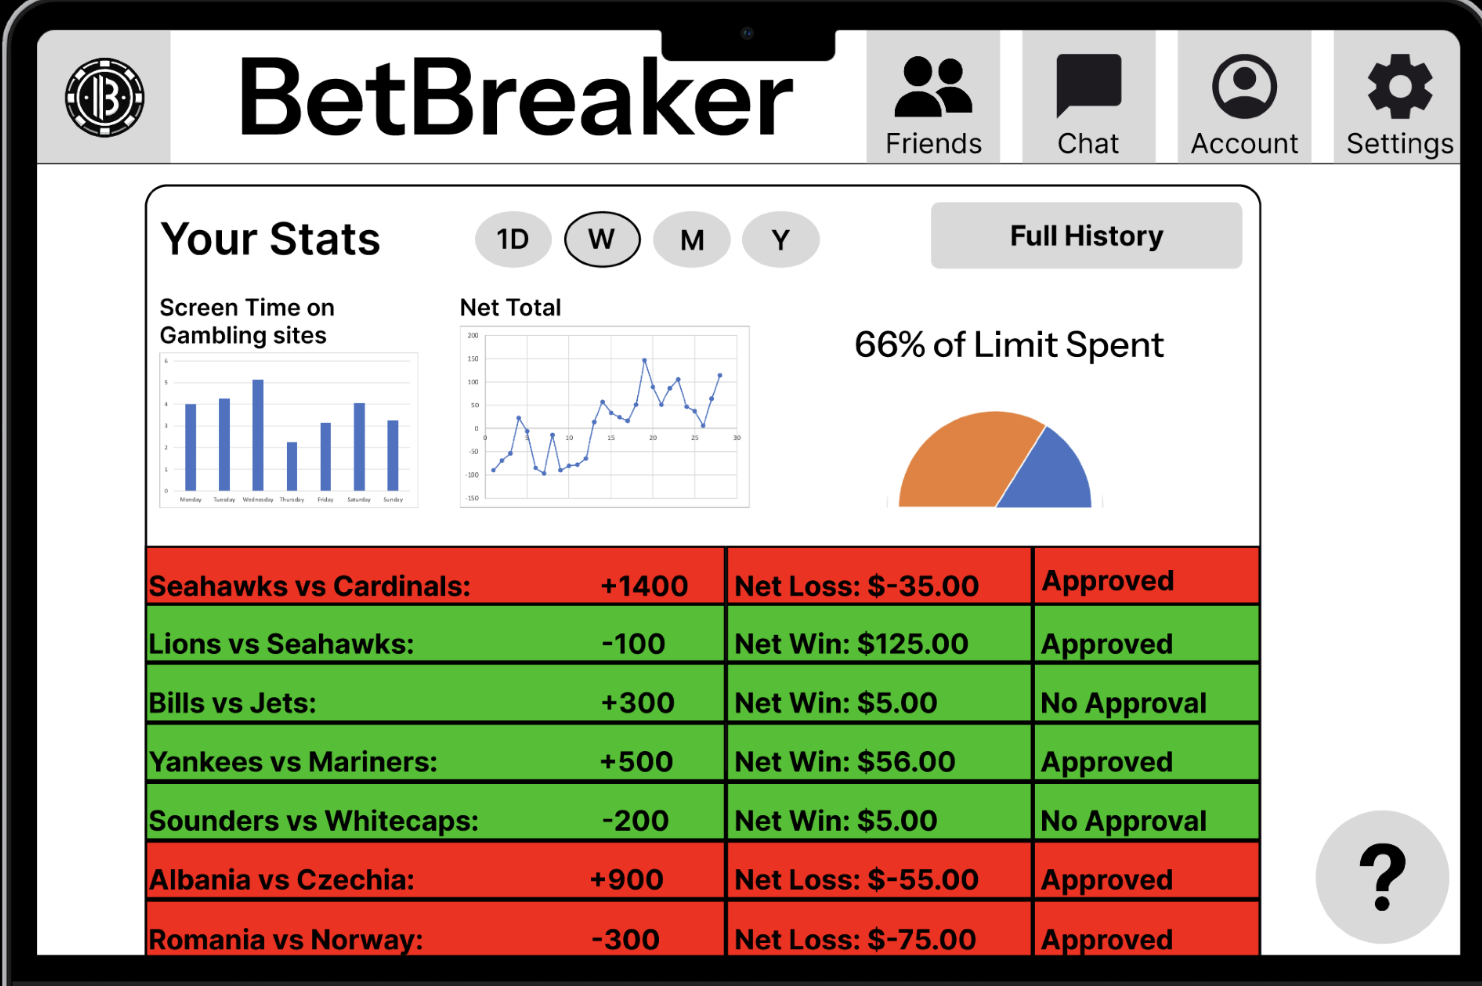 BetBreaker
Friends
Chat
Account
Settings
Your Stats
1D
W
M
Y
Full History
Screen Time on
Gambling sites
6
5
4
3
2
1
0
Monday Tuesday Wednesday Thursday Friday Saturday Sunday
Net Total
200
150
100
50
0
-50
-100
-150
0 5 10 15 20 25 30
66% of Limit Spent
Seahawks vs Cardinals: +1400 Net Loss: $-35.00 Approved
Lions vs Seahawks: -100 Net Win: $125.00 Approved
Bills vs Jets: +300 Net Win: $5.00 No Approval
Yankees vs Mariners: +500 Net Win: $56.00 Approved
Sounders vs Whitecaps: -200 Net Win: $5.00 No Approval
Albania vs Czechia: +900 Net Loss: $-55.00 Approved
Romania vs Norway: -300 Net Loss: $-75.00 Approved
?